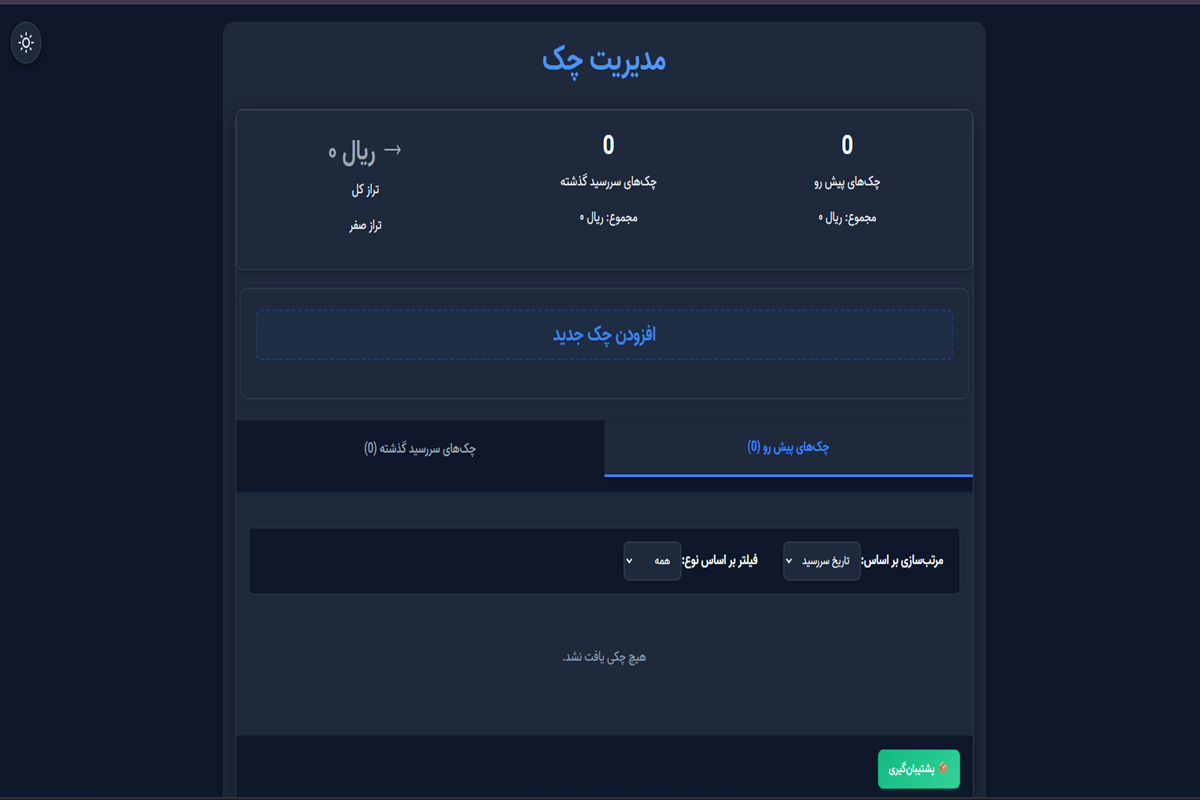 مدیریت چک
0
چک‌های پیش رو
مجموع: ریال ۰
0
چک‌های سررسید گذشته
مجموع: ریال ۰
→ ریال ۰
تراز کل
تراز صفر
افزودن چک جدید
چک‌های پیش رو (0)
چک‌های سررسید گذشته (0)
مرتب‌سازی بر اساس: تاریخ سررسید فیلتر بر اساس نوع: همه
هیچ چکی یافت نشد.
پشتیبان‌گیری